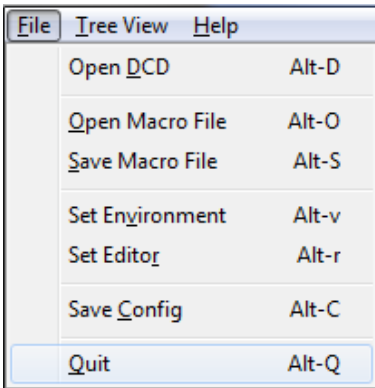 File Tree View Help
Open DCD Alt-D
Open Macro File Alt-O
Save Macro File Alt-S
Set Environment Alt-v
Set Editor Alt-r
Save Config Alt-C
Quit Alt-Q